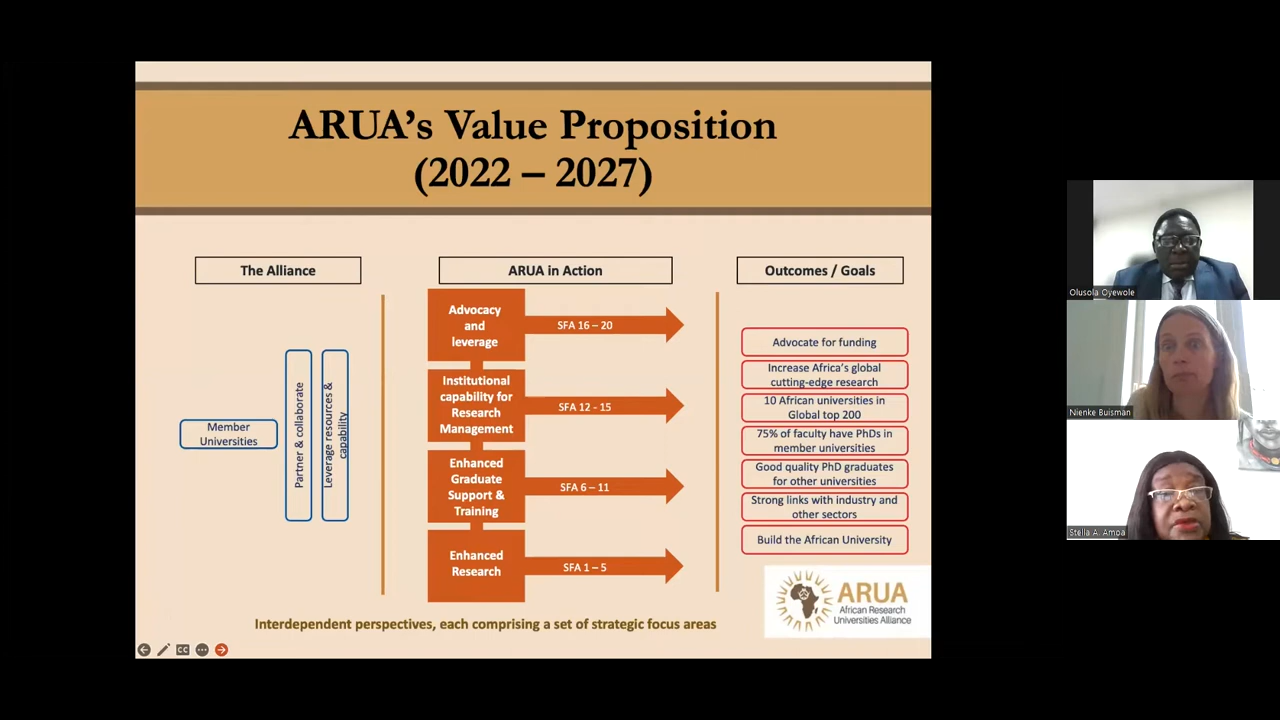 ARUA's Value Proposition
(2022 – 2027)
The Alliance
ARUA in Action
Outcomes / Goals
Member
Universities
Partner & collaborate
Leverage resources &
capability
Advocacy
and
leverage
SFA 16 – 20
Institutional
capability for
Research
Management
SFA 12 - 15
Enhanced
Graduate
Support &
Training
SFA 6 – 11
Enhanced
Research
SFA 1 – 5
Advocate for funding
Increase Africa's global
cutting-edge research
10 African universities in
Global top 200
75% of faculty have PhDs in
member universities
Good quality PhD graduates
for other universities
Strong links with industry and
other sectors
Build the African University
ARUA
African Research
Universities Alliance
Interdependent perspectives, each comprising a set of strategic focus areas
CC
Olusola Oyewole
Nienke Buisman
Stella A. Amoa